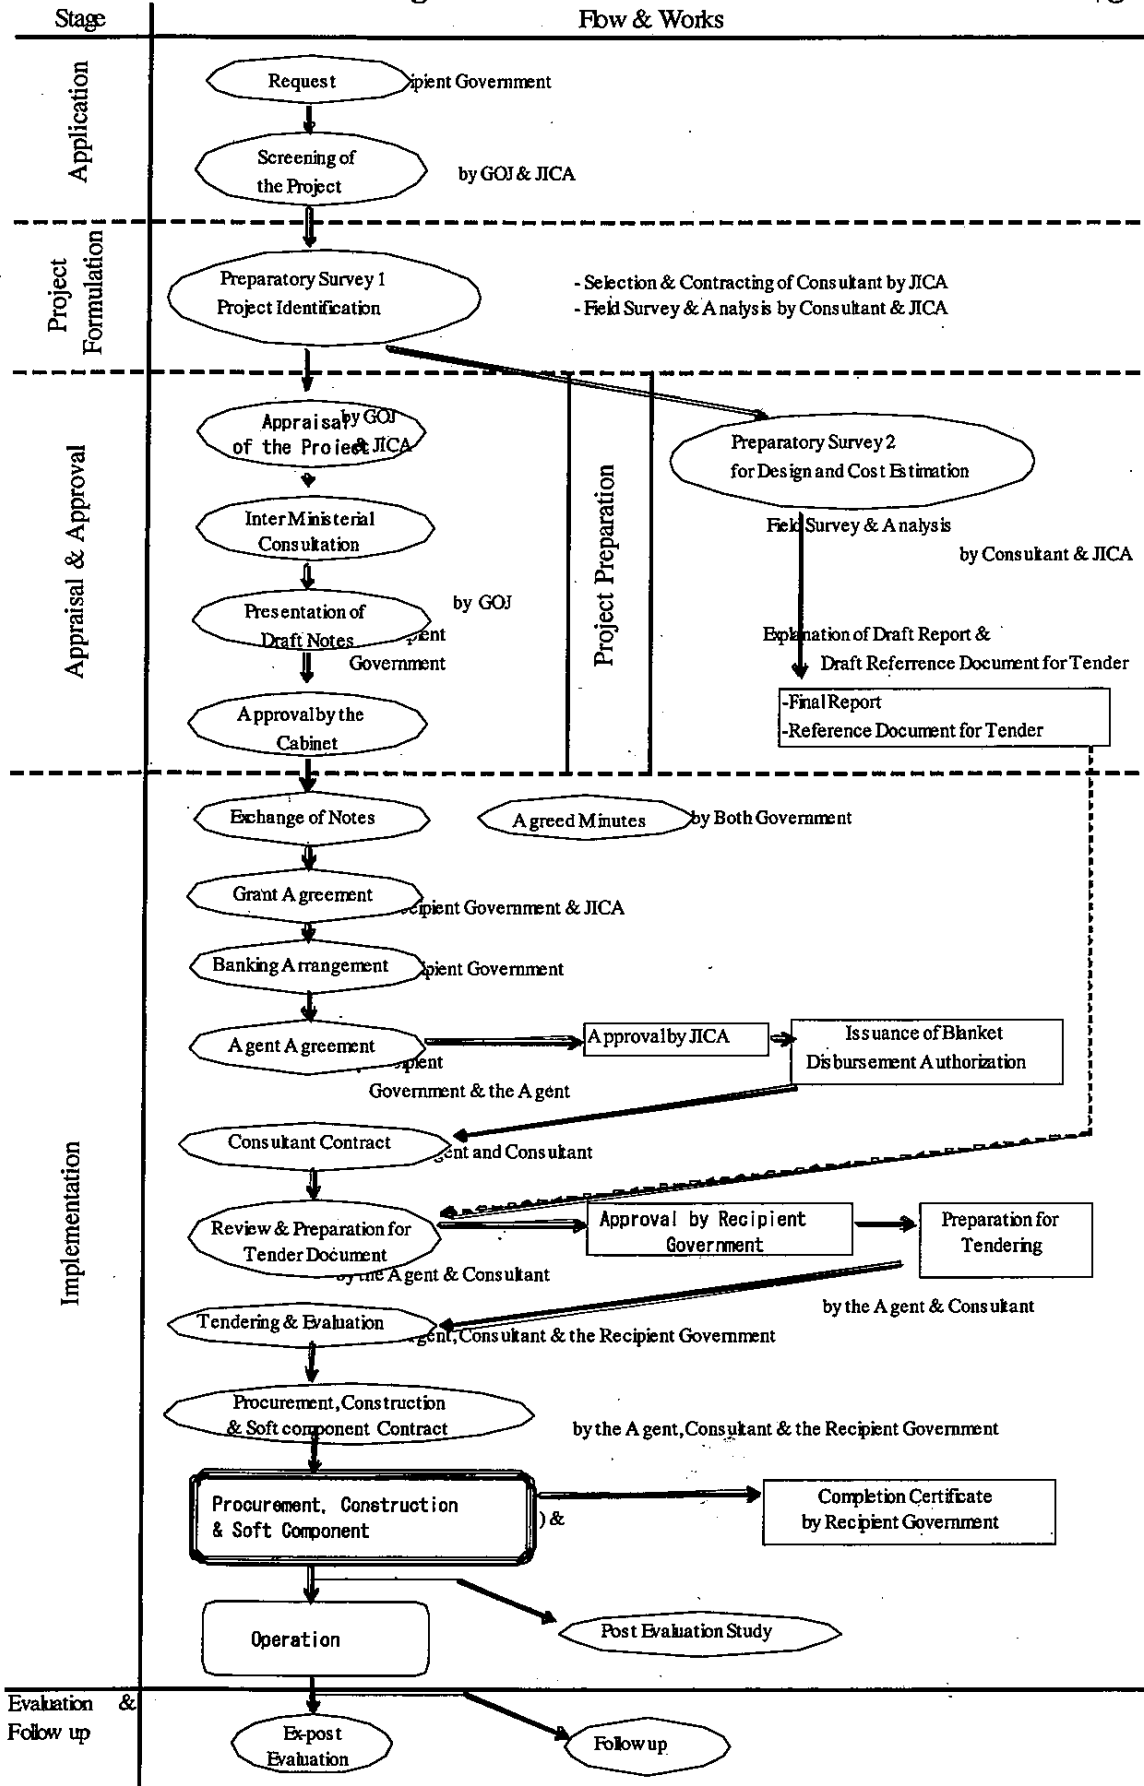 Stage
Flow & Works
Application
Request
ipient Government
Screening of
the Project
by GOJ & JICA
Project
Formulation
Preparatory Survey 1
Project Identification
- Selection & Contracting of Consultant by JICA
- Field Survey & Analysis by Consultant & JICA
Appraisal & Approval
Appraisal
by GOJ
of the Project
& JICA
Inter Ministerial
Consultation
Presentation of
Draft Notes
by GOJ
pient
Government
Approval by the
Cabinet
Project Preparation
Preparatory Survey 2
for Design and Cost Estimation
Field Survey & Analysis
by Consultant & JICA
Explanation of Draft Report &
Draft Referrence Document for Tender
-Final Report
-Reference Document for Tender
Implementation
Exchange of Notes
Agreed Minutes
by Both Government
Grant Agreement
cipient Government & JICA
Banking Arrangement
ipient Government
Agent Agreement
ipient
Government & the Agent
Approval by JICA
Issuance of Blanket
Disbursement Authorization
Consultant Contract
gent and Consultant
Review & Preparation for
Tender Document
by the Agent & Consultant
Approval by Recipient
Government
Preparation for
Tendering
by the Agent & Consultant
Tendering & Evaluation
gent, Consultant & the Recipient Government
Procurement, Construction
& Soft component Contract
by the Agent, Consultant & the Recipient Government
Procurement, Construction
& Soft Component
) &
Completion Certificate
by Recipient Government
Operation
Post Evaluation Study
Evaluation &
Follow up
Ex-post
Evaluation
Follow up